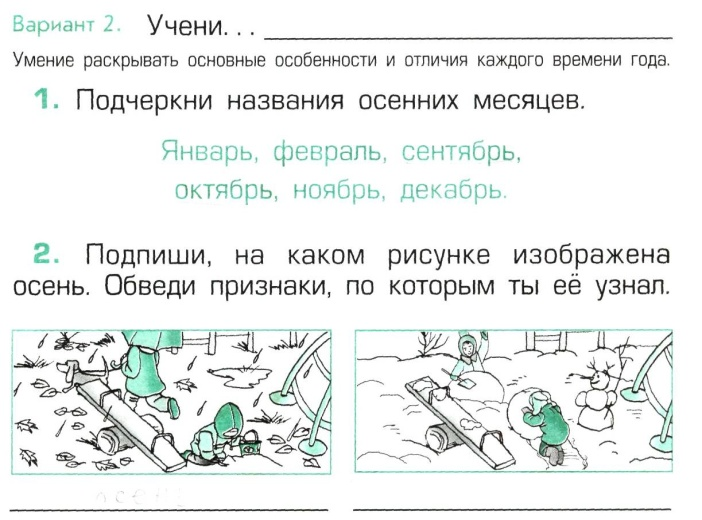 Вариант 2. Учени. . .
Умение раскрывать основные особенности и отличия каждого времени года.
1. Подчеркни названия осенних месяцев.
Январь, февраль, сентябрь,
октябрь, ноябрь, декабрь.
2. Подпиши, на каком рисунке изображена
осень. Обведи признаки, по которым ты её узнал.